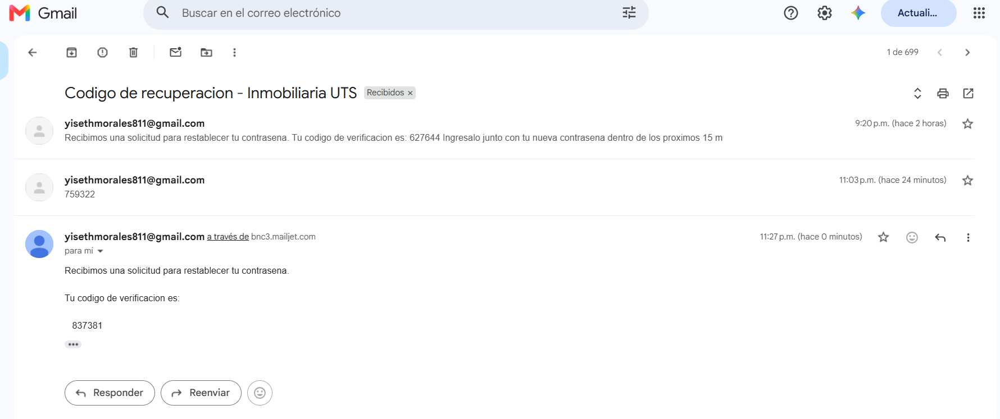 Gmail
Buscar en el correo electrónico
Actuali...
1 de 699
Codigo de recuperacion - Inmobiliaria UTS
Recibidos ×
yisethmorales811@gmail.com
9:20 p.m. (hace 2 horas)
Recibimos una solicitud para restablecer tu contrasena. Tu codigo de verificacion es: 627644 Ingresalo junto con tu nueva contrasena dentro de los proximos 15 m
yisethmorales811@gmail.com
11:03 p.m. (hace 24 minutos)
759322
yisethmorales811@gmail.com a través de bnc3.mailjet.com
11:27 p.m. (hace 0 minutos)
para mí
Recibimos una solicitud para restablecer tu contrasena.
Tu codigo de verificacion es:
837381
Responder
Reenviar